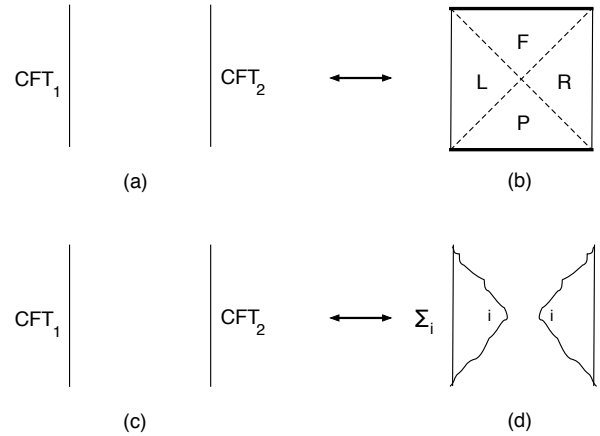 F
CFT1 CFT2 L R
P
(a) (b)
CFT1 CFT2 Σi i i
(c) (d)